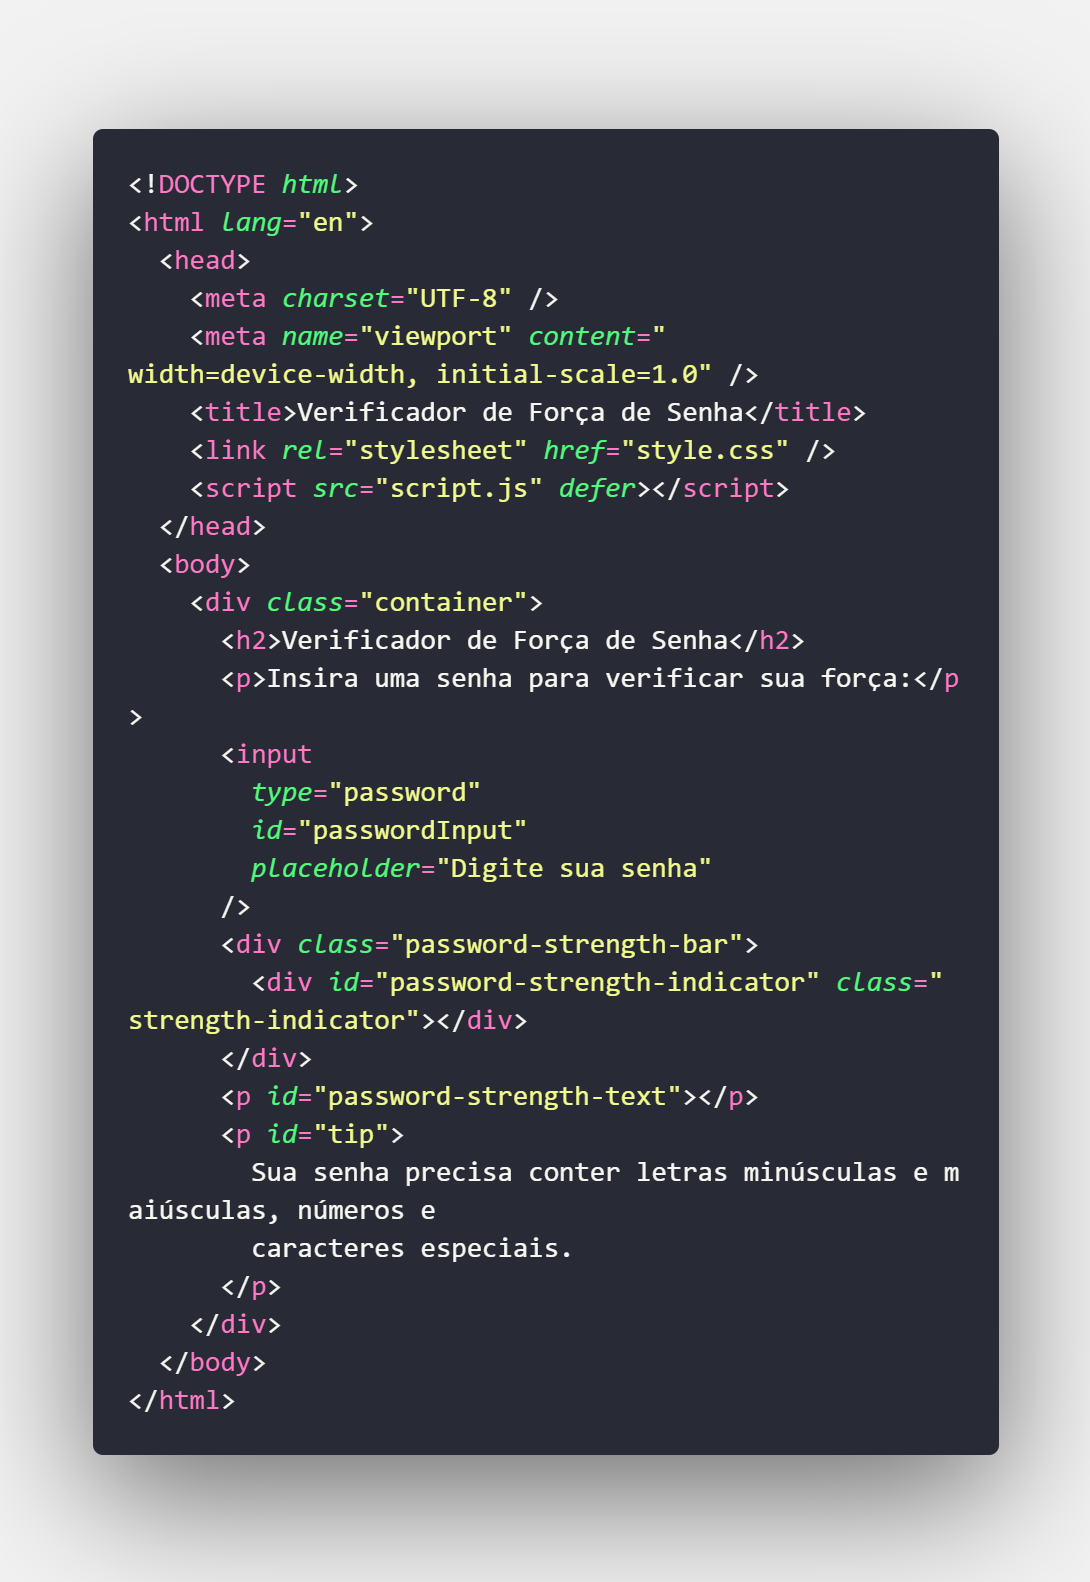 <!DOCTYPE html>
<html lang="en">
  <head>
    <meta charset="UTF-8" />
    <meta name="viewport" content="
width=device-width, initial-scale=1.0" />
    <title>Verificador de Força de Senha</title>
    <link rel="stylesheet" href="style.css" />
    <script src="script.js" defer></script>
  </head>
  <body>
    <div class="container">
      <h2>Verificador de Força de Senha</h2>
      <p>Insira uma senha para verificar sua força:</p
>
      <input
        type="password"
        id="passwordInput"
        placeholder="Digite sua senha"
      />
      <div class="password-strength-bar">
        <div id="password-strength-indicator" class="
strength-indicator"></div>
      </div>
      <p id="password-strength-text"></p>
      <p id="tip">
        Sua senha precisa conter letras minúsculas e m
aiúsculas, números e
        caracteres especiais.
      </p>
    </div>
  </body>
</html>